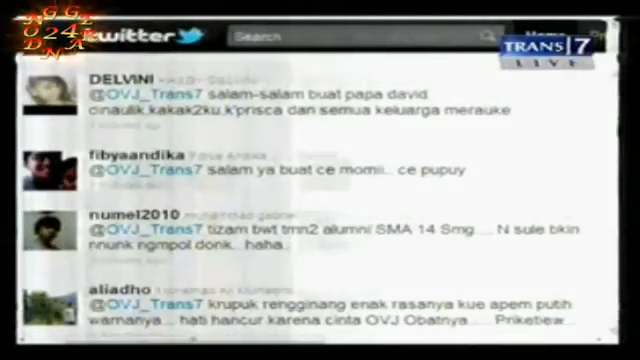 twitter
Search
Home
TRANS 7
LIVE
DELVINI
@OVJ_Trans7 salam-salam buat papa david
dinaulik,kakak2ku,k'prisca dan semua keluarga merauke
fibyaandika
@OVJ_Trans7 salam ya buat ce momii.. ce pupuy
numel2010
@OVJ_Trans7 tizam bwt tmn2 alumni SMA 14 Smg.... N sule bkin
nnunk ngmpol donk.. haha..
aliadho
@OVJ_Trans7 krupuk rengginang enak rasanya kue apem putih
warnanya... hati hancur karena cinta OVJ Obatnya..... Priketiew...